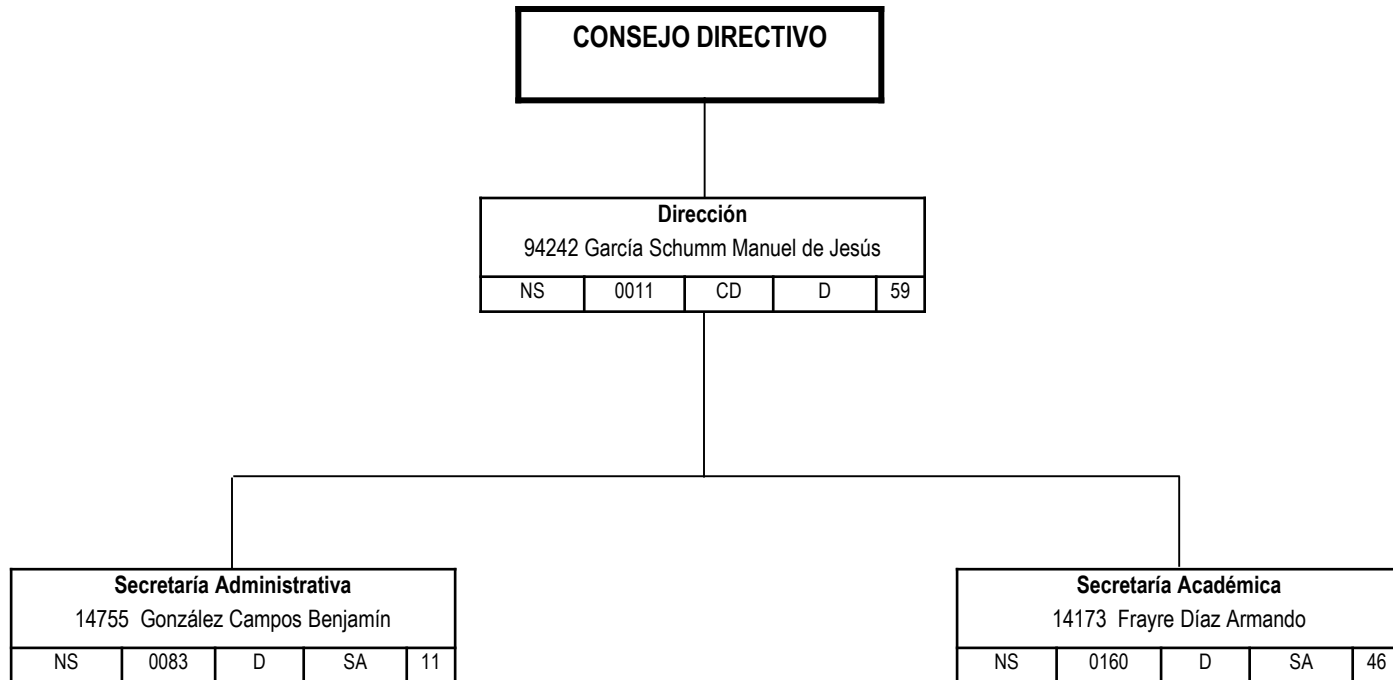 CONSEJO DIRECTIVO
Dirección
94242 García Schumm Manuel de Jesús
NS 0011 CD D 59
Secretaría Administrativa
14755 González Campos Benjamín
NS 0083 D SA 11
Secretaría Académica
14173 Frayre Díaz Armando
NS 0160 D SA 46